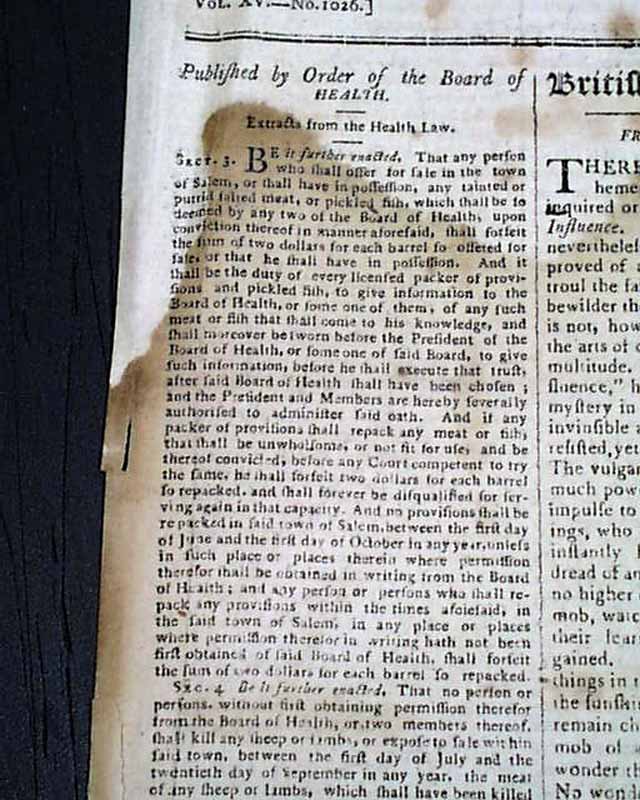 VOL. XV.—No. 1026.]
Publiſhed by Order of the Board of
HEALTH.
Extracts from the Health Law.
SECT. 3. BE it further enacted, That any perſon
who ſhall offer for ſale in the town
of Salem, or ſhall have in poſſeſſion, any tainted or
putrid ſalted meat, or pickled fiſh, which ſhall be ſo
deemed by any two of the Board of Health, upon
conviction thereof in manner aforeſaid, ſhall forfeit
the ſum of two dollars for each barrel ſo offered for
ſale, or that he ſhall have in poſſeſſion. And it
ſhall be the duty of every licenſed packer of provi-
ſions and pickled fiſh, to give information to the
Board of Health, or ſome one of them, of any ſuch
meat or fiſh that ſhall come to his knowledge, and
ſhall moreover be ſworn before the Preſident of the
Board of Health, or ſome one of ſaid Board, to give
ſuch information, before he ſhall execute that truſt,
after ſaid Board of Health ſhall have been choſen ;
and the Preſident and Members are hereby ſeverally
authoriſed to adminiſter ſaid oath. And if any
packer of proviſions ſhall repack any meat or fiſh,
that ſhall be unwholſome, or not fit for uſe, and be
thereof convicted, before any Court competent to try
the ſame, he ſhall forfeit two dollars for each barrel
ſo repacked, and ſhall forever be diſqualified for ſer-
ving again in that capacity. And no proviſions ſhall be
repacked in ſaid town of Salem, between the firſt day
of June and the firſt day of October in any year, unleſs
in ſuch place or places therein where permiſſion
therefor ſhall be obtained in writing from the Board
of Health ; and any perſon or perſons who ſhall re-
pack any proviſions within the times aforeſaid, in
the ſaid town of Salem, in any place or places
where permiſſion therefor in writing hath not been
firſt obtained of ſaid Board of Health, ſhall forfeit
the ſum of two dollars for each barrel ſo repacked.
SEC. 4 Be it further enacted, That no perſon or
perſons, without firſt obtaining permiſſion therefor
from the Board of Health, or two members thereof,
ſhall kill any ſheep or lambs, or expoſe to ſale within
ſaid town, between the firſt day of July and the
twentieth day of September in any year, the meat
of any ſheep or lambs, which ſhall have been killed
Britiſ
FR
THERE
heme
inquired or
Influence.
nevertheleſ
proved of
troul the ſa
bewilder th
is not, how
the arts of
multitude.
fluence," h
myſtery in
inviſible a
reſiſted, yet
The vulgar
much pow
impulſe to
ings, who
inſtantly
dread of an
no higher
mob, watc
their lear
gained.
things in t
the ſunſhi
remain ch
mob of
wonder th
No wond